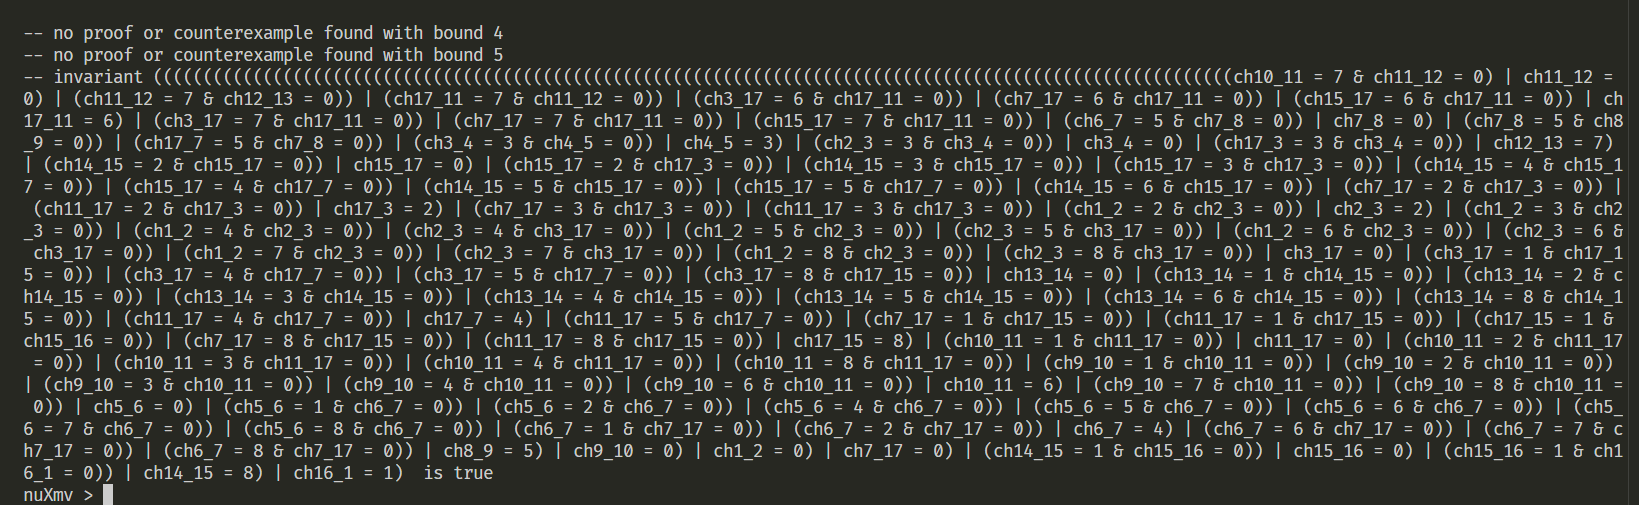 -- no proof or counterexample found with bound 4
-- no proof or counterexample found with bound 5
-- invariant ((((((((((((((((((((((((((((((((((((((((((((((((((((((((((((((((((((((((((((((((((((((((((((((((((((((((((((ch10_11 = 7 & ch11_12 = 0) | ch11_12 =
0) | (ch11_12 = 7 & ch12_13 = 0)) | (ch17_11 = 7 & ch11_12 = 0)) | (ch3_17 = 6 & ch17_11 = 0)) | (ch7_17 = 6 & ch17_11 = 0)) | (ch15_17 = 6 & ch17_11 = 0)) | ch
17_11 = 6) | (ch3_17 = 7 & ch17_11 = 0)) | (ch7_17 = 7 & ch17_11 = 0)) | (ch15_17 = 7 & ch17_11 = 0)) | (ch6_7 = 5 & ch7_8 = 0)) | ch7_8 = 0) | (ch7_8 = 5 & ch8
_9 = 0)) | (ch17_7 = 5 & ch7_8 = 0)) | (ch3_4 = 3 & ch4_5 = 0)) | ch4_5 = 3) | (ch2_3 = 3 & ch3_4 = 0)) | ch3_4 = 0) | (ch17_3 = 3 & ch3_4 = 0)) | ch12_13 = 7)
| (ch14_15 = 2 & ch15_17 = 0)) | ch15_17 = 0) | (ch15_17 = 2 & ch17_3 = 0)) | (ch14_15 = 3 & ch15_17 = 0)) | (ch15_17 = 3 & ch17_3 = 0)) | (ch14_15 = 4 & ch15_1
7 = 0)) | (ch15_17 = 4 & ch17_7 = 0)) | (ch14_15 = 5 & ch15_17 = 0)) | (ch15_17 = 5 & ch17_7 = 0)) | (ch14_15 = 6 & ch15_17 = 0)) | (ch7_17 = 2 & ch17_3 = 0)) |
(ch11_17 = 2 & ch17_3 = 0)) | ch17_3 = 2) | (ch7_17 = 3 & ch17_3 = 0)) | (ch11_17 = 3 & ch17_3 = 0)) | (ch1_2 = 2 & ch2_3 = 0)) | ch2_3 = 2) | (ch1_2 = 3 & ch2
_3 = 0)) | (ch1_2 = 4 & ch2_3 = 0)) | (ch2_3 = 4 & ch3_17 = 0)) | (ch1_2 = 5 & ch2_3 = 0)) | (ch2_3 = 5 & ch3_17 = 0)) | (ch1_2 = 6 & ch2_3 = 0)) | (ch2_3 = 6 &
ch3_17 = 0)) | (ch1_2 = 7 & ch2_3 = 0)) | (ch2_3 = 7 & ch3_17 = 0)) | (ch1_2 = 8 & ch2_3 = 0)) | (ch2_3 = 8 & ch3_17 = 0)) | ch3_17 = 0) | (ch3_17 = 1 & ch17_1
5 = 0)) | (ch3_17 = 4 & ch17_7 = 0)) | (ch3_17 = 5 & ch17_7 = 0)) | (ch3_17 = 8 & ch17_15 = 0)) | ch13_14 = 0) | (ch13_14 = 1 & ch14_15 = 0)) | (ch13_14 = 2 & c
h14_15 = 0)) | (ch13_14 = 3 & ch14_15 = 0)) | (ch13_14 = 4 & ch14_15 = 0)) | (ch13_14 = 5 & ch14_15 = 0)) | (ch13_14 = 6 & ch14_15 = 0)) | (ch13_14 = 8 & ch14_1
5 = 0)) | (ch11_17 = 4 & ch17_7 = 0)) | ch17_7 = 4) | (ch11_17 = 5 & ch17_7 = 0)) | (ch7_17 = 1 & ch17_15 = 0)) | (ch11_17 = 1 & ch17_15 = 0)) | (ch17_15 = 1 &
ch15_16 = 0)) | (ch7_17 = 8 & ch17_15 = 0)) | (ch11_17 = 8 & ch17_15 = 0)) | ch17_15 = 8) | (ch10_11 = 1 & ch11_17 = 0)) | ch11_17 = 0) | (ch10_11 = 2 & ch11_17
= 0)) | (ch10_11 = 3 & ch11_17 = 0)) | (ch10_11 = 4 & ch11_17 = 0)) | (ch10_11 = 8 & ch11_17 = 0)) | (ch9_10 = 1 & ch10_11 = 0)) | (ch9_10 = 2 & ch10_11 = 0))
| (ch9_10 = 3 & ch10_11 = 0)) | (ch9_10 = 4 & ch10_11 = 0)) | (ch9_10 = 6 & ch10_11 = 0)) | ch10_11 = 6) | (ch9_10 = 7 & ch10_11 = 0)) | (ch9_10 = 8 & ch10_11 =
0)) | ch5_6 = 0) | (ch5_6 = 1 & ch6_7 = 0)) | (ch5_6 = 2 & ch6_7 = 0)) | (ch5_6 = 4 & ch6_7 = 0)) | (ch5_6 = 5 & ch6_7 = 0)) | (ch5_6 = 6 & ch6_7 = 0)) | (ch5_
6 = 7 & ch6_7 = 0)) | (ch5_6 = 8 & ch6_7 = 0)) | (ch6_7 = 1 & ch7_17 = 0)) | (ch6_7 = 2 & ch7_17 = 0)) | ch6_7 = 4) | (ch6_7 = 6 & ch7_17 = 0)) | (ch6_7 = 7 & c
h7_17 = 0)) | (ch6_7 = 8 & ch7_17 = 0)) | ch8_9 = 5) | ch9_10 = 0) | ch1_2 = 0) | ch7_17 = 0) | (ch14_15 = 1 & ch15_16 = 0)) | ch15_16 = 0) | (ch15_16 = 1 & ch1
6_1 = 0)) | ch14_15 = 8) | ch16_1 = 1)  is true
nuXmv >